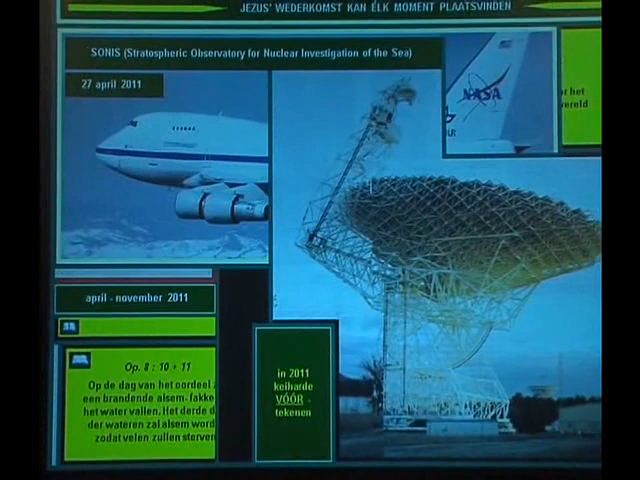 JEZUS' WEDERKOMST KAN ELK MOMENT PLAATSVINDEN
SONIS (Stratospheric Observatory for Nuclear Investigation of the Sea)
27 april 2011
NASA
het
wereld
april - november 2011
Op. 8 : 10 + 11
Op de dag van het oordeel
een brandende alsem- fakke
het water vallen. Het derde d
der wateren zal alsem word
zodat velen zullen sterven
in 2011
keiharde
VÓÓR -
tekenen